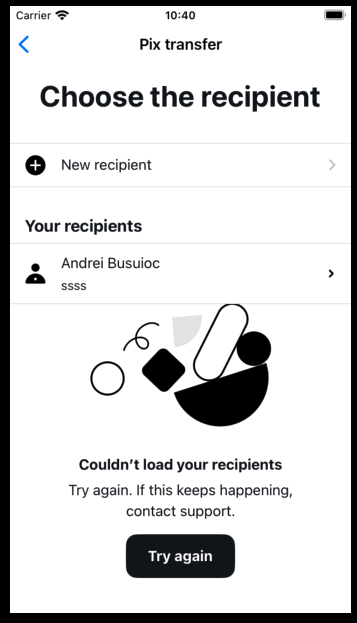 Carrier 10:40
Pix transfer
Choose the recipient
New recipient
Your recipients
Andrei Busuioc
ssss
Couldn’t load your recipients
Try again. If this keeps happening,
contact support.
Try again